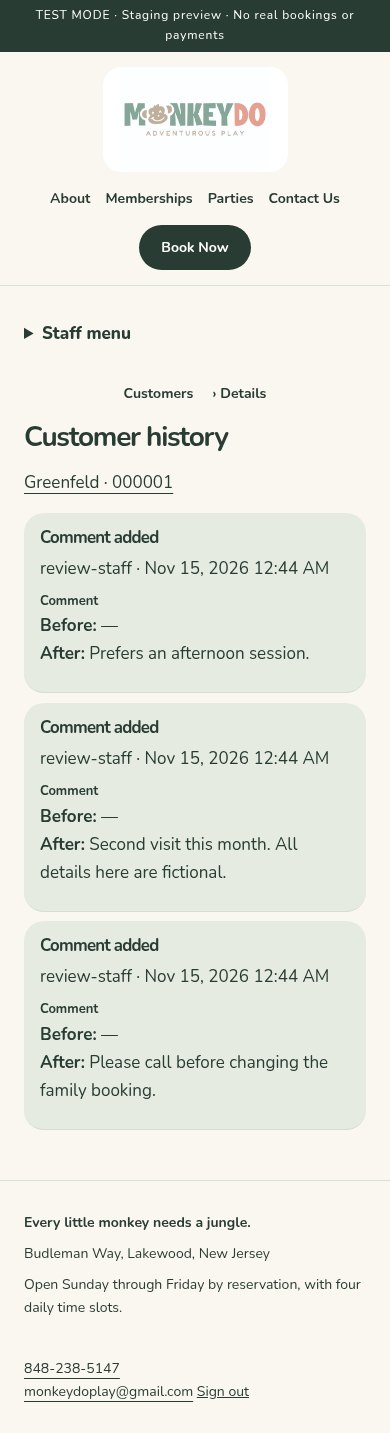 TEST MODE · Staging preview · No real bookings or
payments
MONKEYDO
ADVENTUROUS PLAY
About Memberships Parties Contact Us
Book Now
▶ Staff menu
Customers › Details
Customer history
Greenfeld · 000001
Comment added
review-staff · Nov 15, 2026 12:44 AM
Comment
Before: —
After: Prefers an afternoon session.
Comment added
review-staff · Nov 15, 2026 12:44 AM
Comment
Before: —
After: Second visit this month. All
details here are fictional.
Comment added
review-staff · Nov 15, 2026 12:44 AM
Comment
Before: —
After: Please call before changing the
family booking.
Every little monkey needs a jungle.
Budleman Way, Lakewood, New Jersey
Open Sunday through Friday by reservation, with four
daily time slots.
848-238-5147
monkeydoplay@gmail.com Sign out